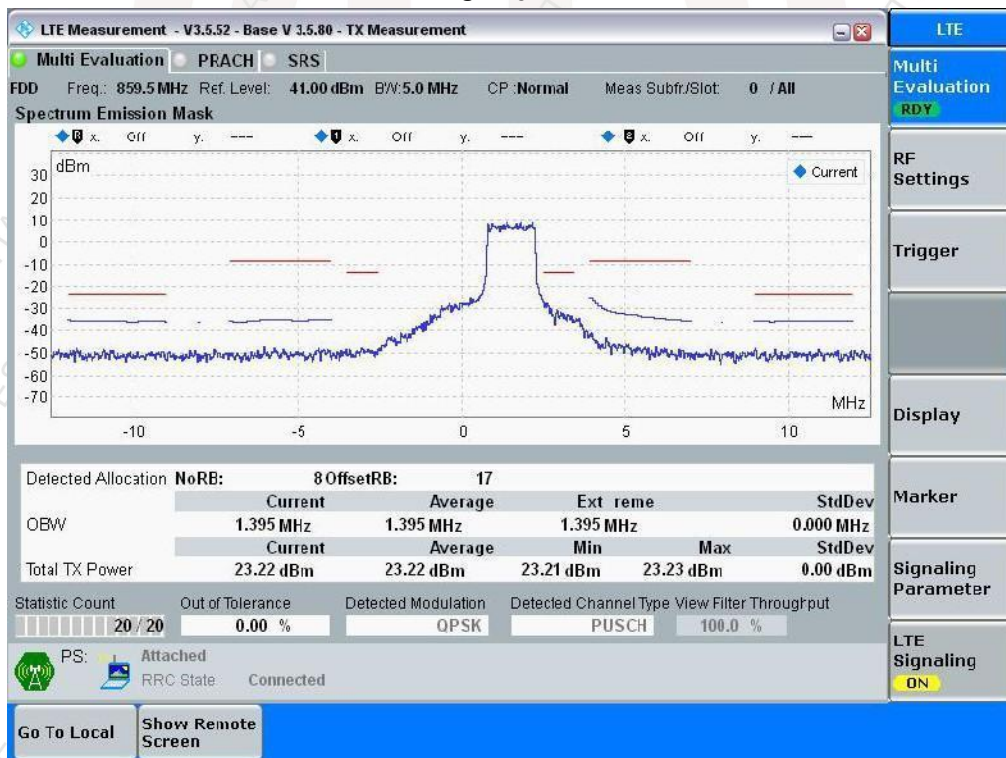 LTE Measurement - V3.5.52 - Base V 3.5.80 - TX Measurement
LTE
Multi Evaluation PRACH SRS
FDD Freq.: 859.5 MHz Ref. Level: 41.00 dBm BW: 5.0 MHz CP : Normal Meas Subfr./Slot: 0 / All
Spectrum Emission Mask
0 x. Off y. --- 1 x. Off y. --- 2 x. Off y. ---
dBm
Current
30
20
10
0
-10
-20
-30
-40
-50
-60
-70
MHz
-10 -5 0 5 10
Detected Allocation NoRB: 8 OffsetRB: 17
Current Average Extreme StdDev
OBW 1.395 MHz 1.395 MHz 1.395 MHz 0.000 MHz
Current Average Min Max StdDev
Total TX Power 23.22 dBm 23.22 dBm 23.21 dBm 23.23 dBm 0.00 dBm
Statistic Count Out of Tolerance Detected Modulation Detected Channel Type View Filter Throughput
20 / 20 0.00 % QPSK PUSCH 100.0 %
PS: Attached
RRC State Connected
Multi
Evaluation
RDY
RF
Settings
Trigger
Display
Marker
Signaling
Parameter
LTE
Signaling
ON
Go To Local
Show Remote
Screen